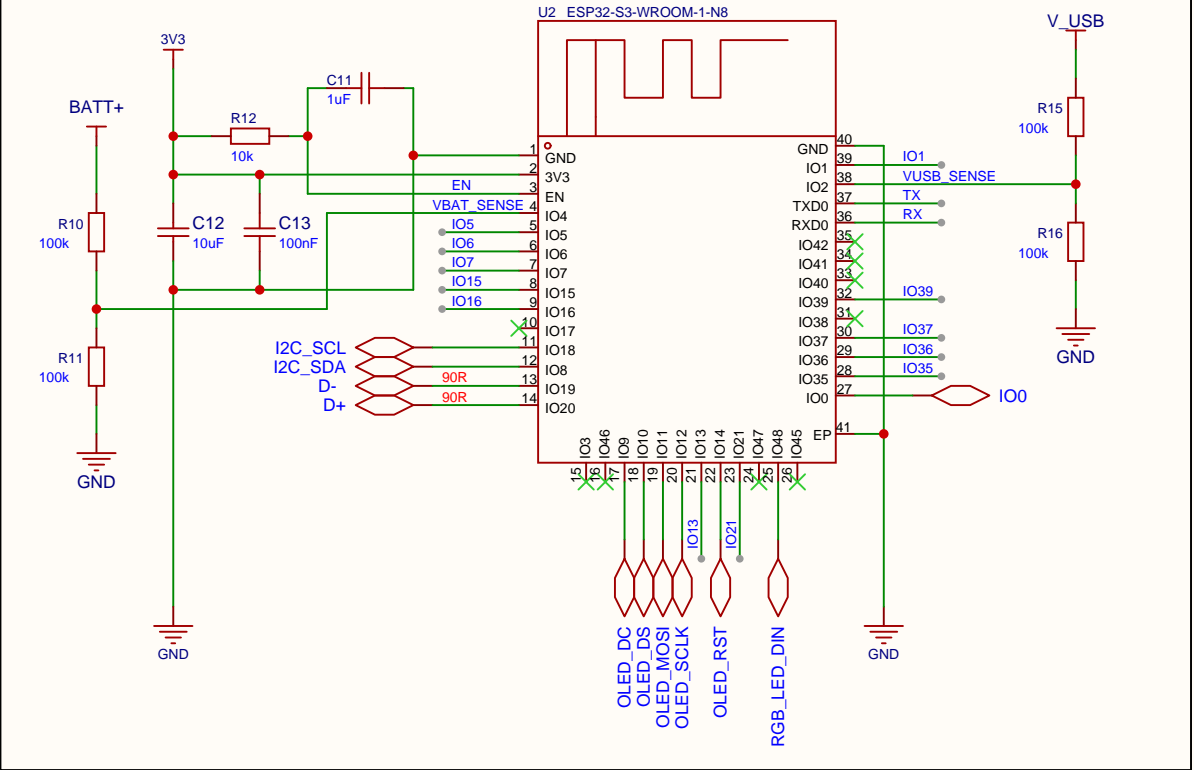 U2 ESP32-S3-WROOM-1-N8
V_USB
3V3
C11
1uF
BATT+
R12
10k
R15
100k
1
GND
2
3V3
3
EN
EN
4
IO4
VBAT_SENSE
5
IO5
IO5
6
IO6
IO6
7
IO7
IO7
8
IO15
IO15
9
IO16
IO16
10
IO17
11
IO18
I2C_SCL
12
IO8
I2C_SDA
13
IO19
90R
D-
14
IO20
90R
D+
C12
10uF
C13
100nF
R10
100k
R11
100k
GND
GND
40
GND
39
IO1
IO1
38
IO2
VUSB_SENSE
37
TXD0
TX
36
RXD0
RX
35
IO42
34
IO41
33
IO40
32
IO39
IO39
31
IO38
30
IO37
IO37
29
IO36
IO36
28
IO35
IO35
27
IO0
IO0
41
EP
R16
100k
GND
GND
IO3
IO46
IO9
IO10
IO11
IO12
IO13
IO14
IO21
IO47
IO48
IO45
15
16
17
18
19
20
21
22
23
24
25
26
IO13
IO21
OLED_DC
OLED_DS
OLED_MOSI
OLED_SCLK
OLED_RST
RGB_LED_DIN